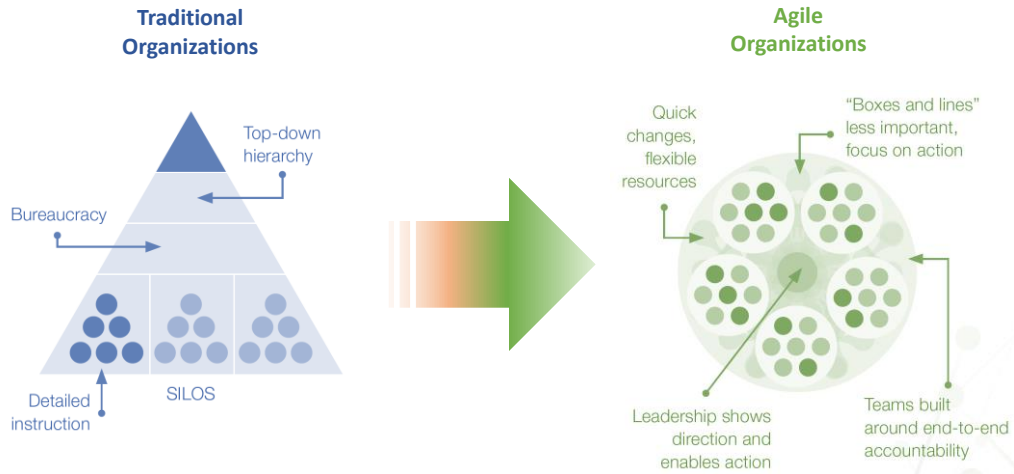 Traditional
Organizations
Top-down
hierarchy
Bureaucracy
Detailed
instruction
SILOS
Agile
Organizations
Quick
changes,
flexible
resources
“Boxes and lines”
less important,
focus on action
Leadership shows
direction and
enables action
Teams built
around end-to-end
accountability